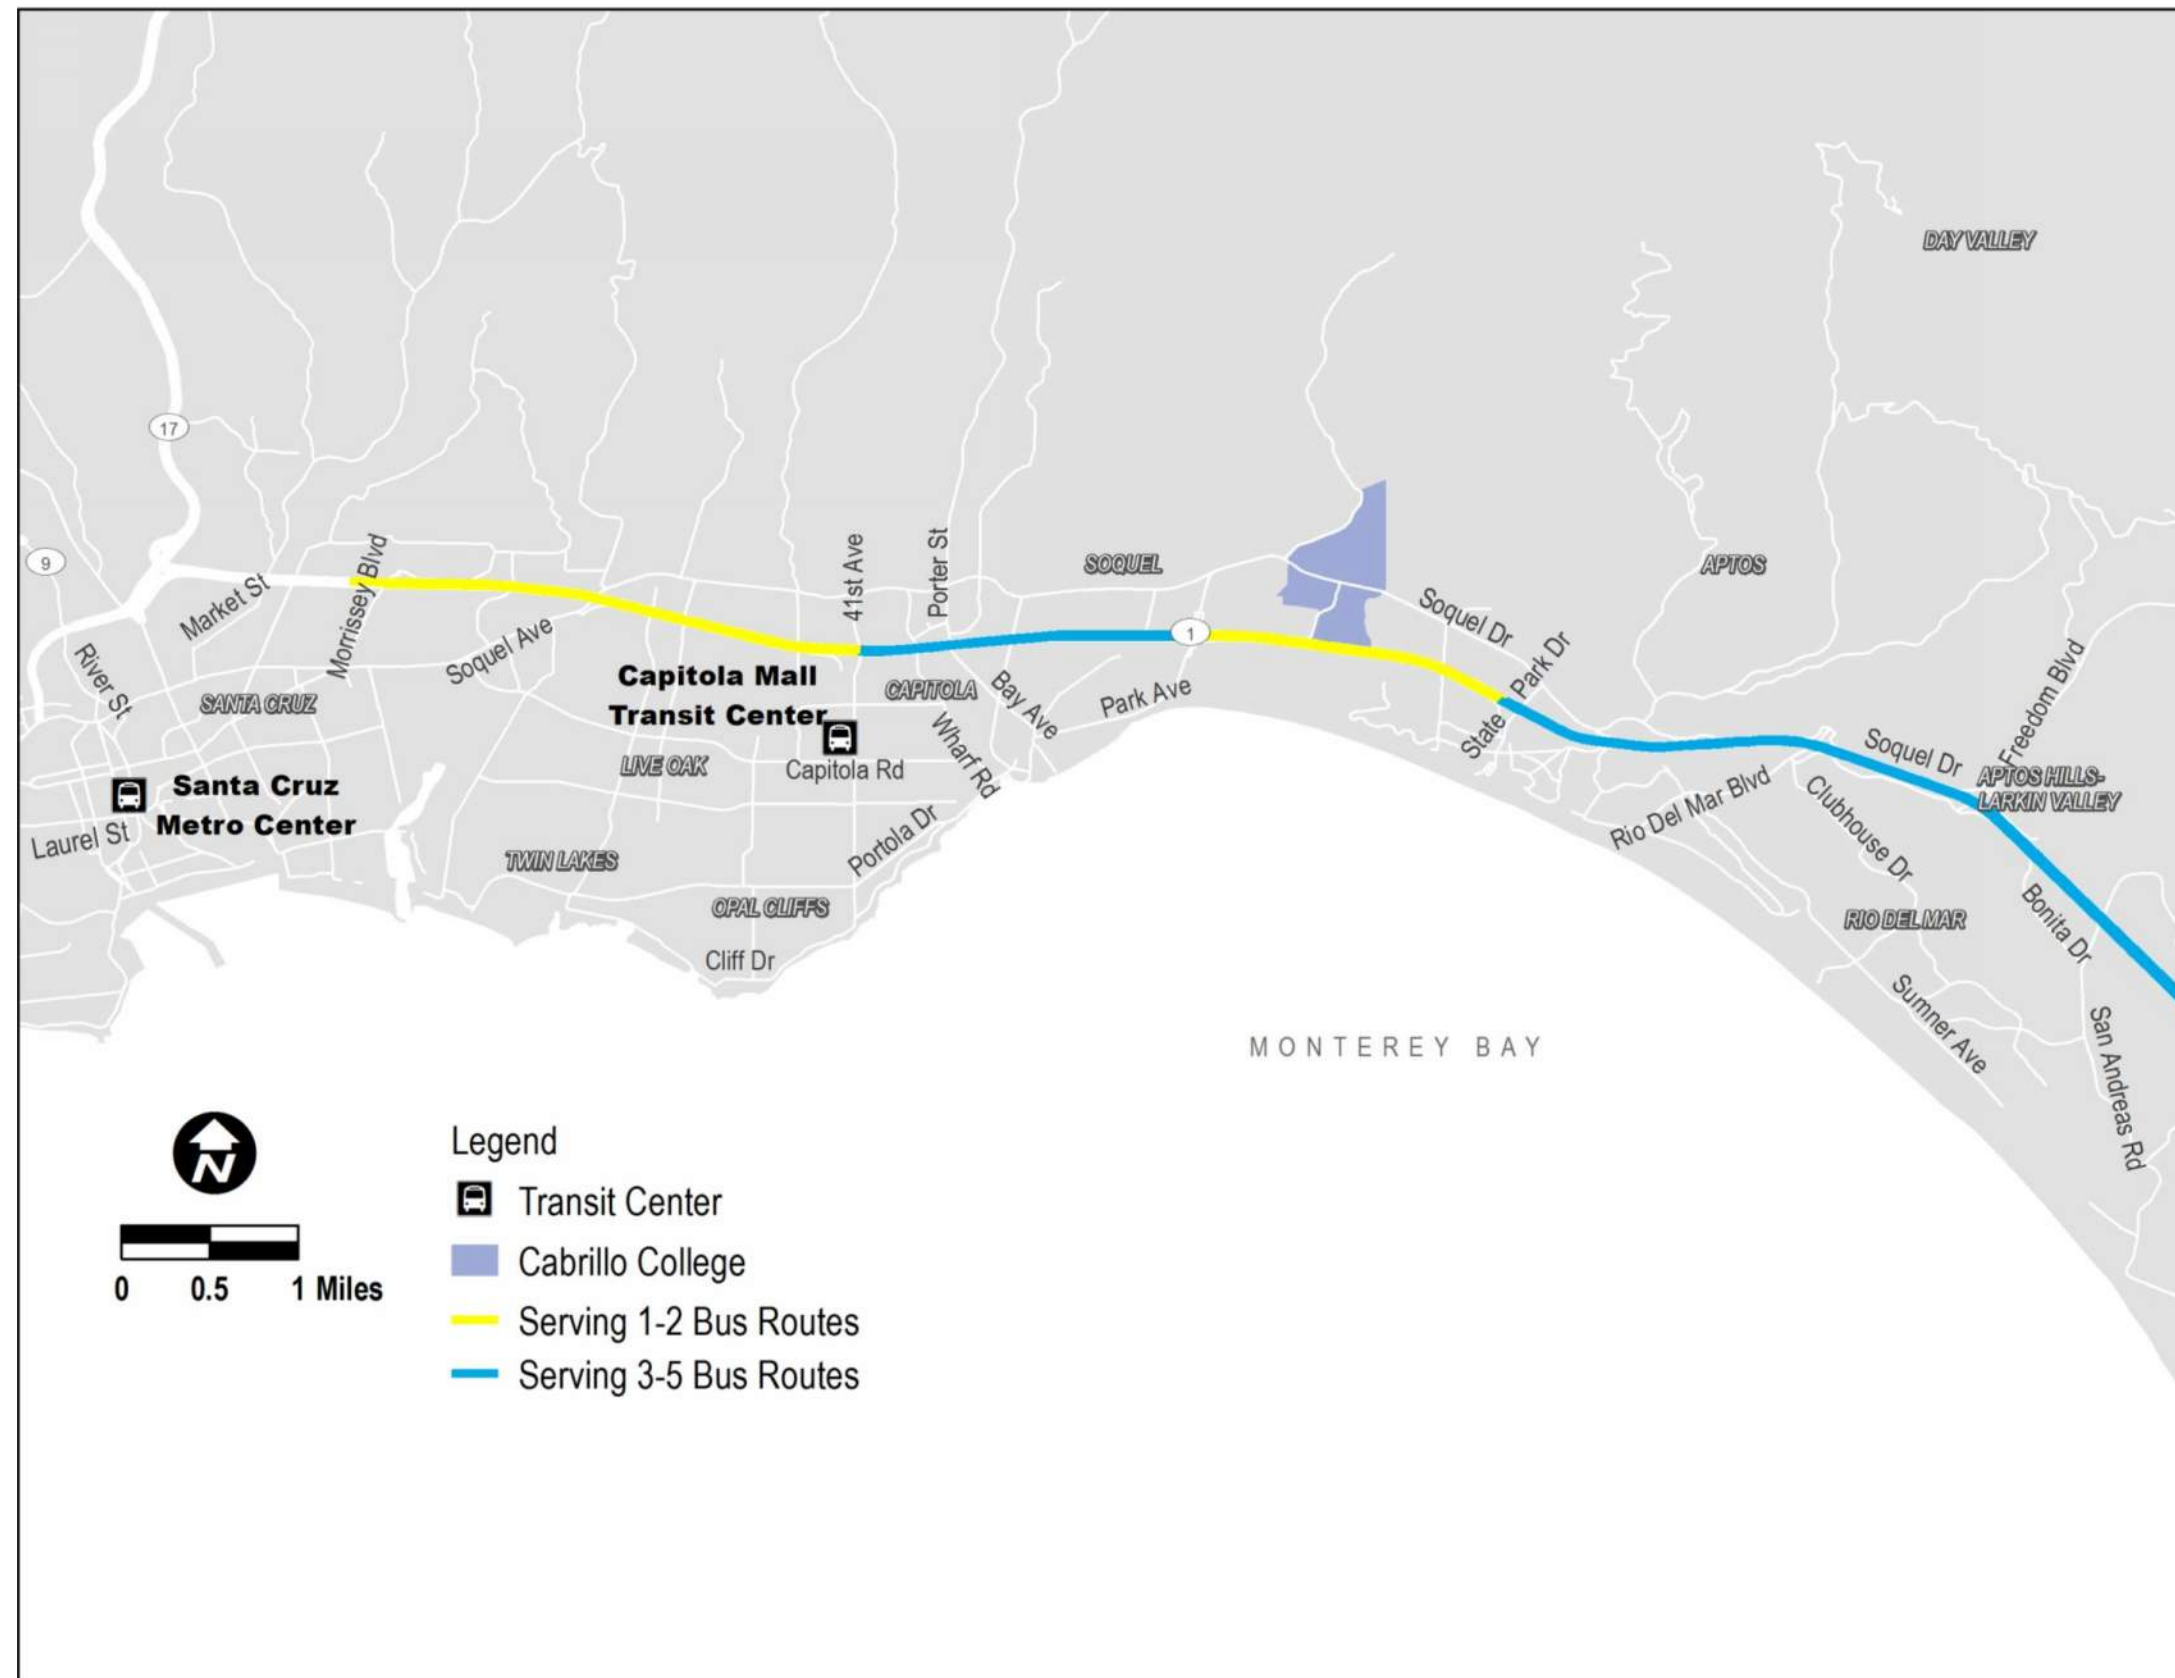 DAY VALLEY
17
9
Market St
Morrissey Blvd
41st Ave
Porter St
SOQUEL
APTOS
Soquel Dr
1
State Park Dr
River St
Soquel Ave
SANTA CRUZ
Capitola Mall
Transit Center
CAPITOLA
Bay Ave
Park Ave
Wharf Rd
Freedom Blvd
Soquel Dr
LIVE OAK
Capitola Rd
APTOS HILLS-
LARKIN VALLEY
Santa Cruz
Metro Center
Laurel St
Rio Del Mar Blvd
Clubhouse Dr
Portola Dr
TWIN LAKES
OPAL CLIFFS
RIO DEL MAR
Bonita Dr
Cliff Dr
Sumner Ave
San Andreas Rd
MONTEREY BAY
N
0 0.5 1 Miles
Legend
Transit Center
Cabrillo College
Serving 1-2 Bus Routes
Serving 3-5 Bus Routes